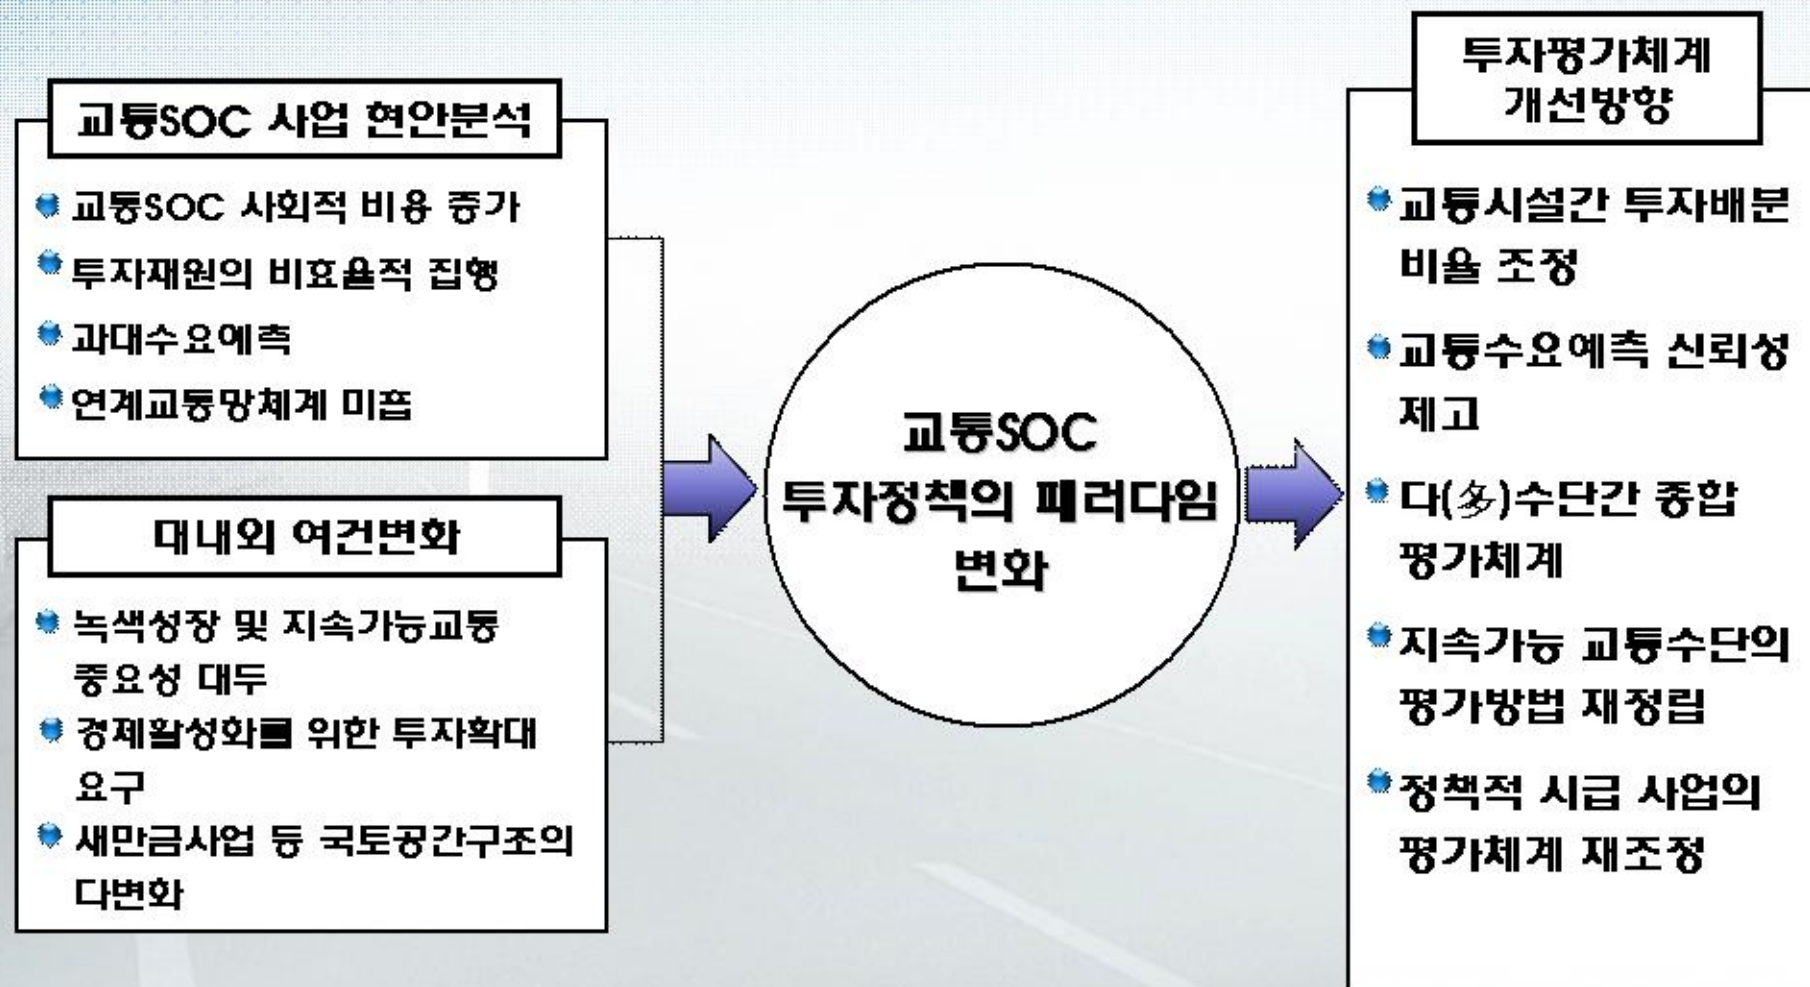 교통SOC 사업 현안분석
교통SOC 사회적 비용 증가
투자재원의 비효율적 집행
과대수요예측
연계교통망체계 미흡
대내외 여건변화
녹색성장 및 지속가능교통
중요성 대두
경제활성화를 위한 투자확대
요구
새만금사업 등 국토공간구조의
다변화
교통SOC
투자정책의 패러다임
변화
투자평가체계
개선방향
교통시설간 투자배분
비율 조정
교통수요예측 신뢰성
제고
다(多)수단간 종합
평가체계
지속가능 교통수단의
평가방법 재정립
정책적 시급 사업의
평가체계 재조정